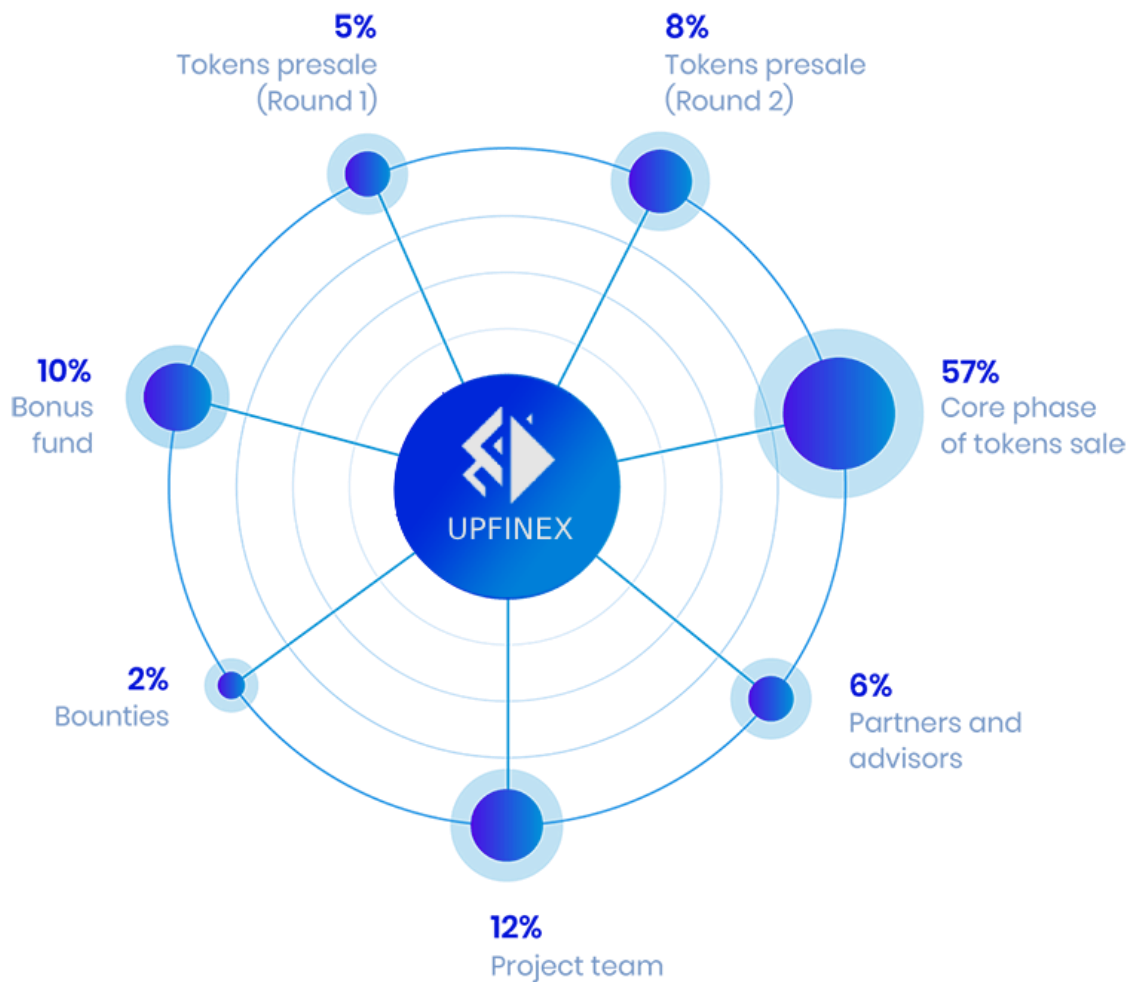 5%
Tokens presale
(Round 1)
8%
Tokens presale
(Round 2)
10%
Bonus
fund
57%
Core phase
of tokens sale
UPFINEX
2%
Bounties
6%
Partners and
advisors
12%
Project team